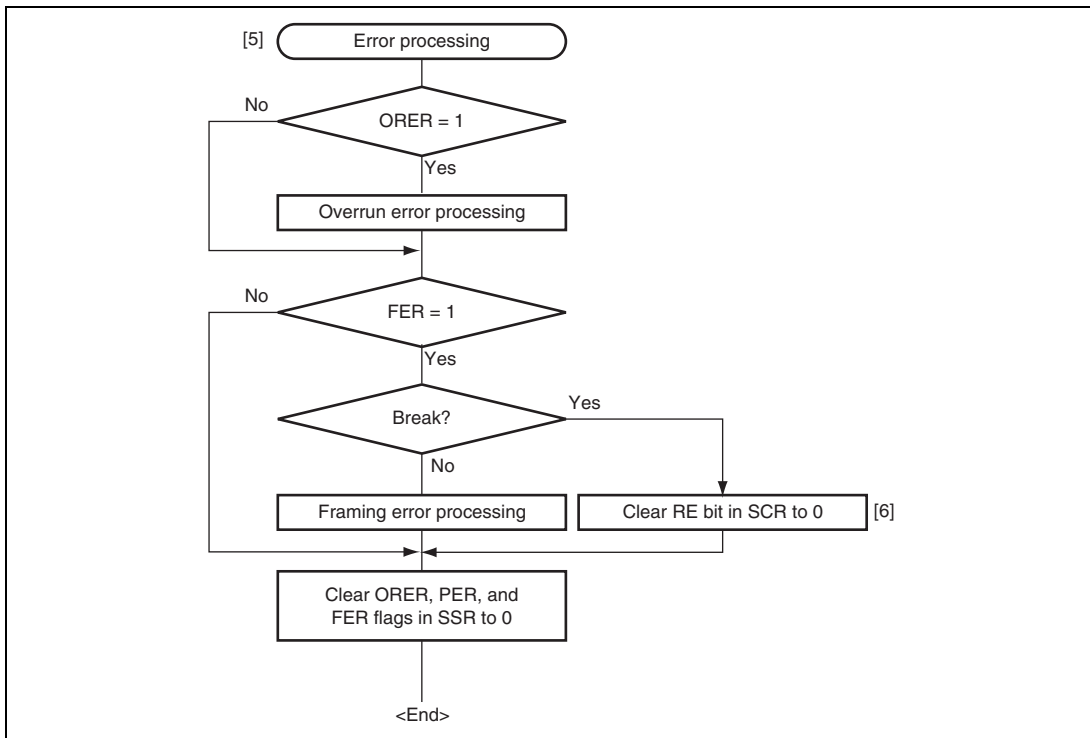 [5]
Error processing
No
ORER = 1
Yes
Overrun error processing
No
FER = 1
Yes
Break?
Yes
No
Framing error processing
Clear RE bit in SCR to 0
[6]
Clear ORER, PER, and
FER flags in SSR to 0
<End>